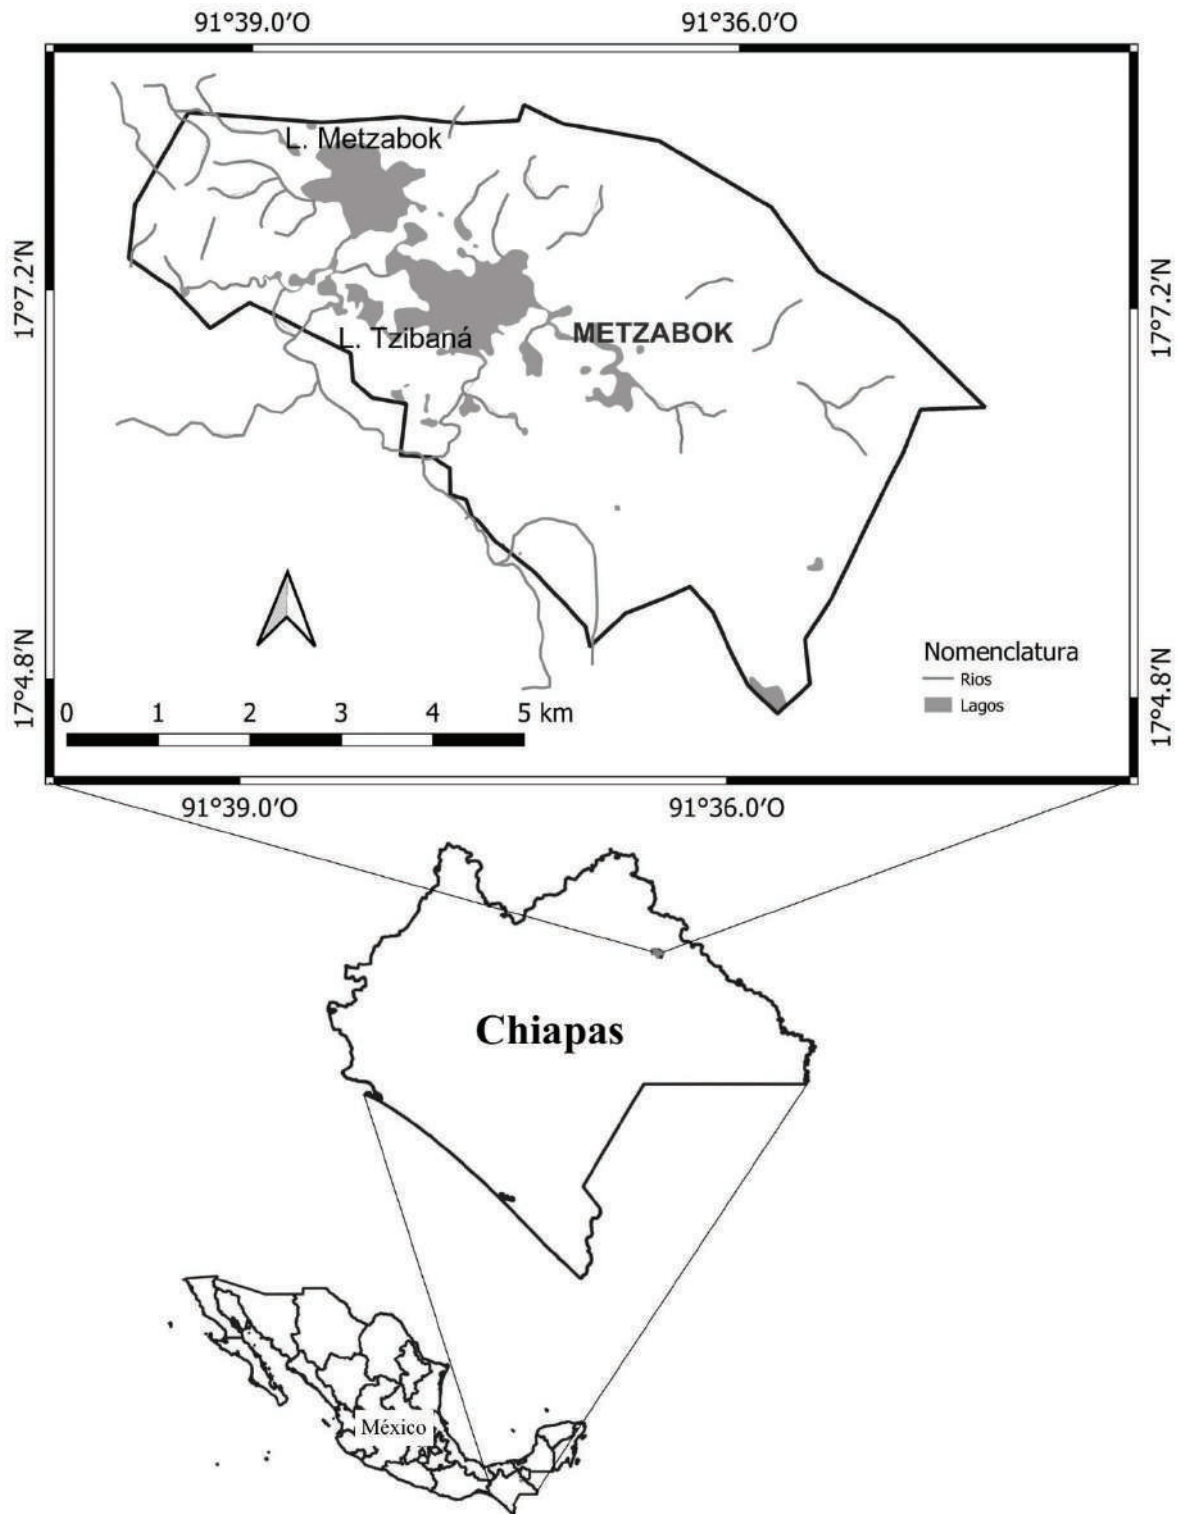 91°39.0'O 91°36.0'O
L. Metzabok
17°7.2'N
17°7.2'N
L. Tzibaná
METZABOK
Nomenclatura
Rios
Lagos
17°4.8'N
17°4.8'N
0 1 2 3 4 5 km
91°39.0'O 91°36.0'O
Chiapas
México